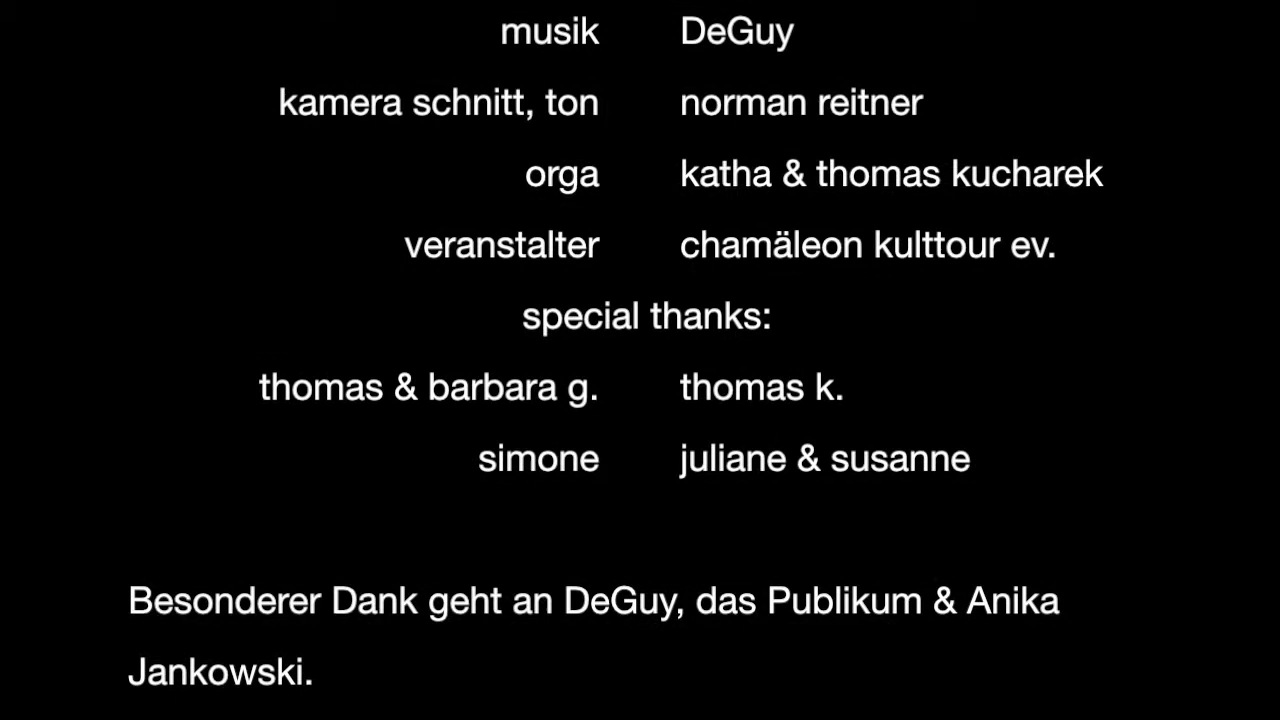 musik DeGuy
kamera schnitt, ton norman reitner
orga katha & thomas kucharek
veranstalter chamäleon kulttour ev.
special thanks:
thomas & barbara g. thomas k.
simone juliane & susanne
Besonderer Dank geht an DeGuy, das Publikum & Anika
Jankowski.